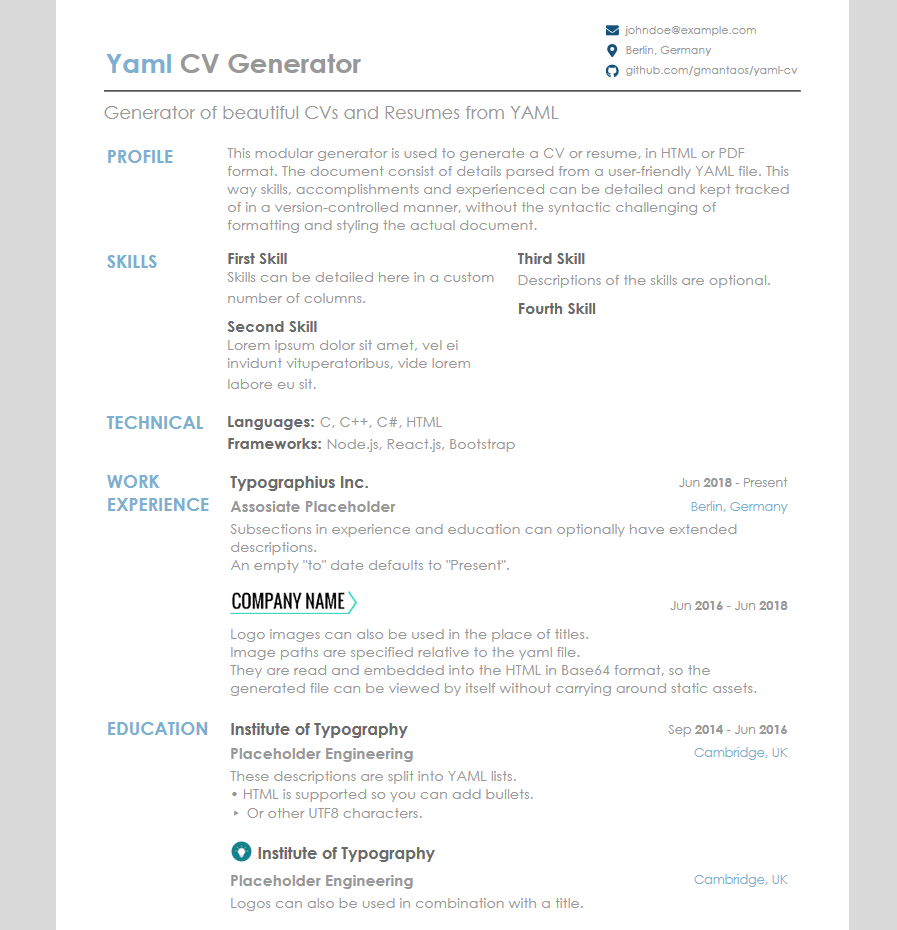 johndoe@example.com
Berlin, Germany
github.com/gmantaos/yaml-cv
Yaml CV Generator
Generator of beautiful CVs and Resumes from YAML
PROFILE
This modular generator is used to generate a CV or resume, in HTML or PDF
format. The document consist of details parsed from a user-friendly YAML file. This
way skills, accomplishments and experienced can be detailed and kept tracked
of in a version-controlled manner, without the syntactic challenging of
formatting and styling the actual document.
SKILLS
First Skill
Skills can be detailed here in a custom
number of columns.
Second Skill
Lorem ipsum dolor sit amet, vel ei
invidunt vituperatoribus, vide lorem
labore eu sit.
Third Skill
Descriptions of the skills are optional.
Fourth Skill
TECHNICAL
Languages: C, C++, C#, HTML
Frameworks: Node.js, React.js, Bootstrap
WORK
EXPERIENCE
Typographius Inc.
Jun 2018 - Present
Assosiate Placeholder
Berlin, Germany
Subsections in experience and education can optionally have extended
descriptions.
An empty "to" date defaults to "Present".
COMPANY NAME
Jun 2016 - Jun 2018
Logo images can also be used in the place of titles.
Image paths are specified relative to the yaml file.
They are read and embedded into the HTML in Base64 format, so the
generated file can be viewed by itself without carrying around static assets.
EDUCATION
Institute of Typography
Sep 2014 - Jun 2016
Placeholder Engineering
Cambridge, UK
These descriptions are split into YAML lists.
• HTML is supported so you can add bullets.
‣ Or other UTF8 characters.
Institute of Typography
Placeholder Engineering
Cambridge, UK
Logos can also be used in combination with a title.